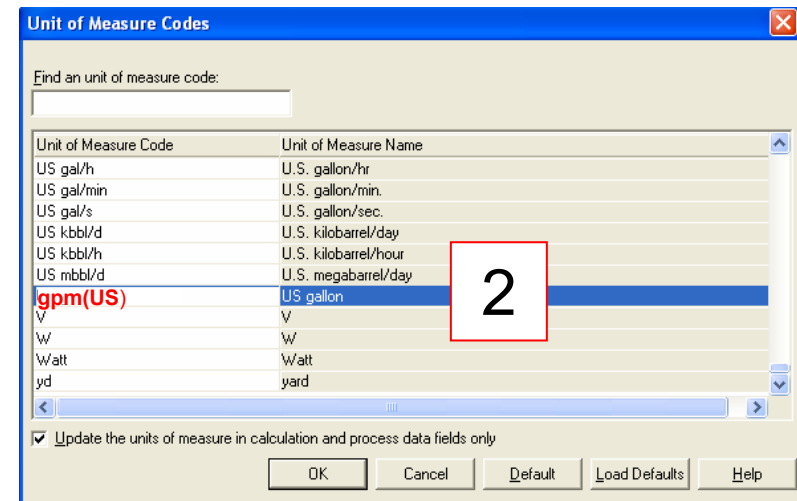 Unit of Measure Codes
Find an unit of measure code:
Unit of Measure Code Unit of Measure Name
US gal/h U.S. gallon/hr
US gal/min U.S. gallon/min.
US gal/s U.S. gallon/sec.
US kbbl/d U.S. kilobarrel/day
US kbbl/h U.S. kilobarrel/hour
US mbbl/d U.S. megabarrel/day
gpm(US) US gallon
2
V V
W W
Watt Watt
yd yard
Update the units of measure in calculation and process data fields only
OK Cancel Default Load Defaults Help